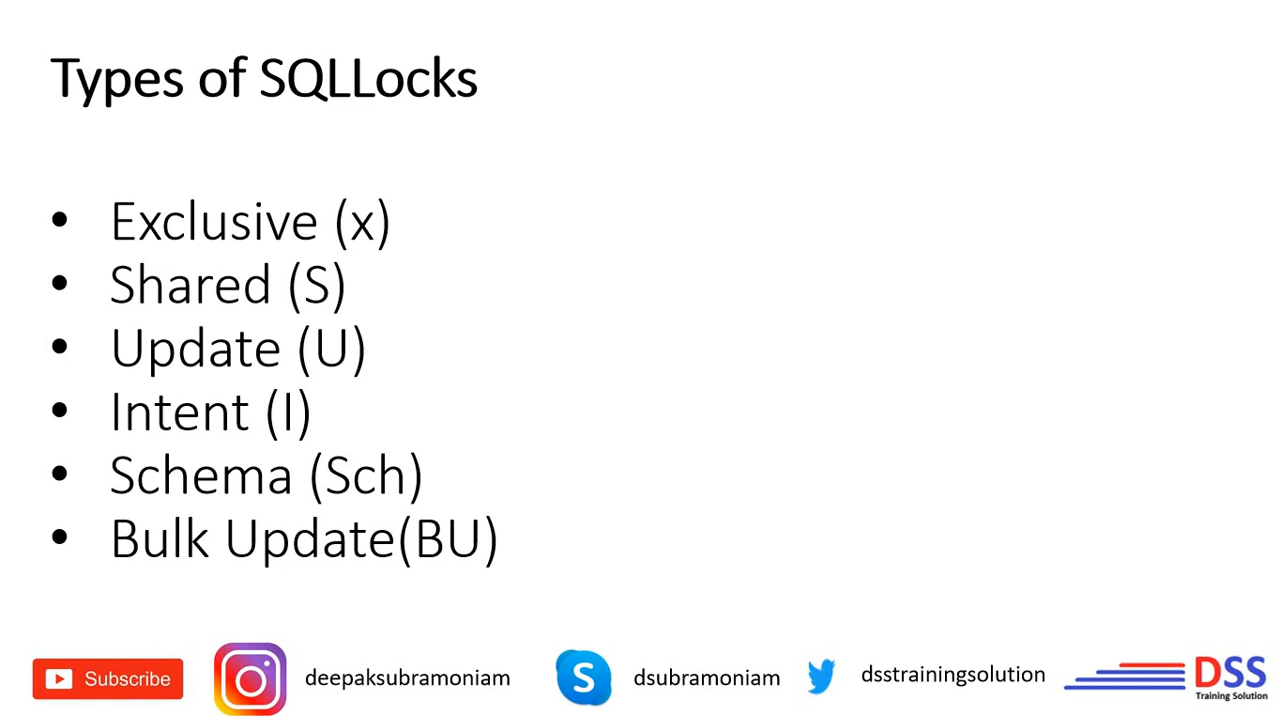 Types of SQLLocks
• Exclusive (x)
• Shared (S)
• Update (U)
• Intent (I)
• Schema (Sch)
• Bulk Update(BU)
Subscribe
deepaksubramoniam
dsubramoniam
dsstrainingsolution
DSS
Training Solution